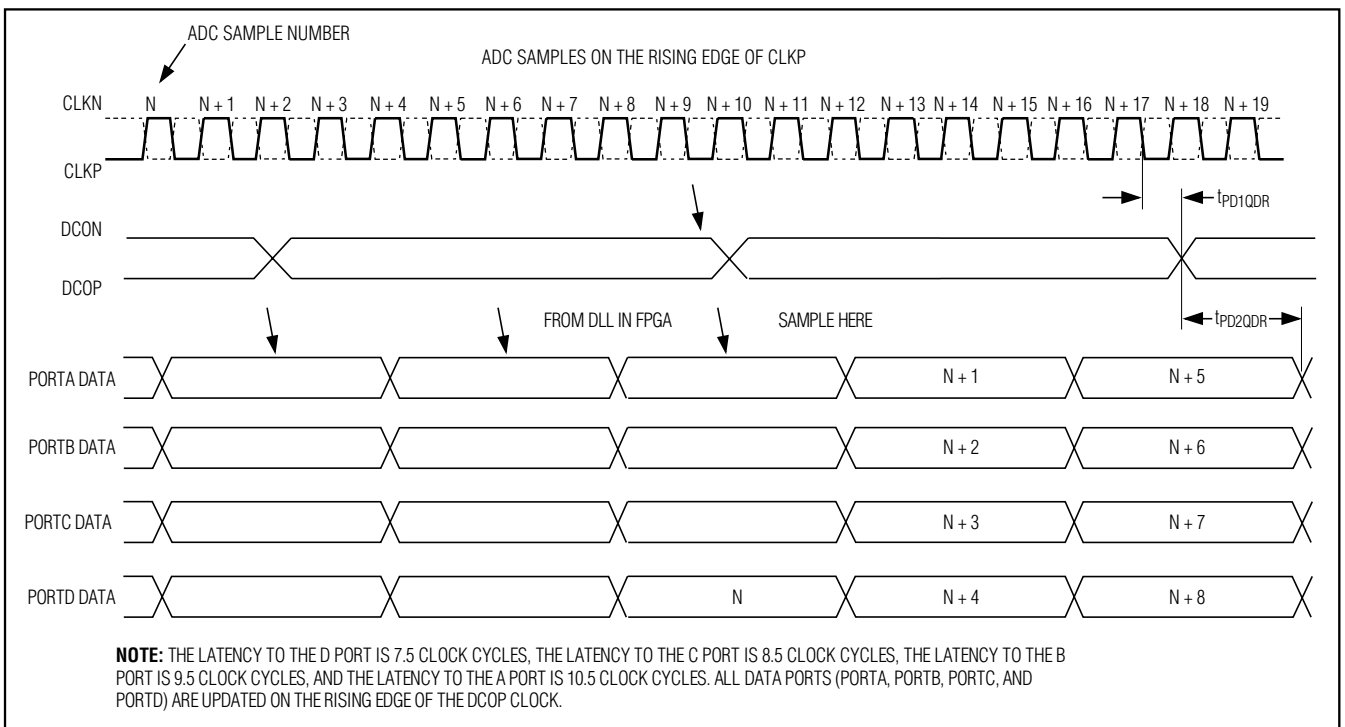 ADC SAMPLE NUMBER
ADC SAMPLES ON THE RISING EDGE OF CLKP
CLKN N N + 1 N + 2 N + 3 N + 4 N + 5 N + 6 N + 7 N + 8 N + 9 N + 10 N + 11 N + 12 N + 13 N + 14 N + 15 N + 16 N + 17 N + 18 N + 19
CLKP
tPD1QDR
DCON
DCOP
FROM DLL IN FPGA SAMPLE HERE
tPD2QDR
PORTA DATA N + 1 N + 5
PORTB DATA N + 2 N + 6
PORTC DATA N + 3 N + 7
PORTD DATA N N + 4 N + 8
NOTE: THE LATENCY TO THE D PORT IS 7.5 CLOCK CYCLES, THE LATENCY TO THE C PORT IS 8.5 CLOCK CYCLES, THE LATENCY TO THE B
PORT IS 9.5 CLOCK CYCLES, AND THE LATENCY TO THE A PORT IS 10.5 CLOCK CYCLES. ALL DATA PORTS (PORTA, PORTB, PORTC, AND
PORTD) ARE UPDATED ON THE RISING EDGE OF THE DCOP CLOCK.